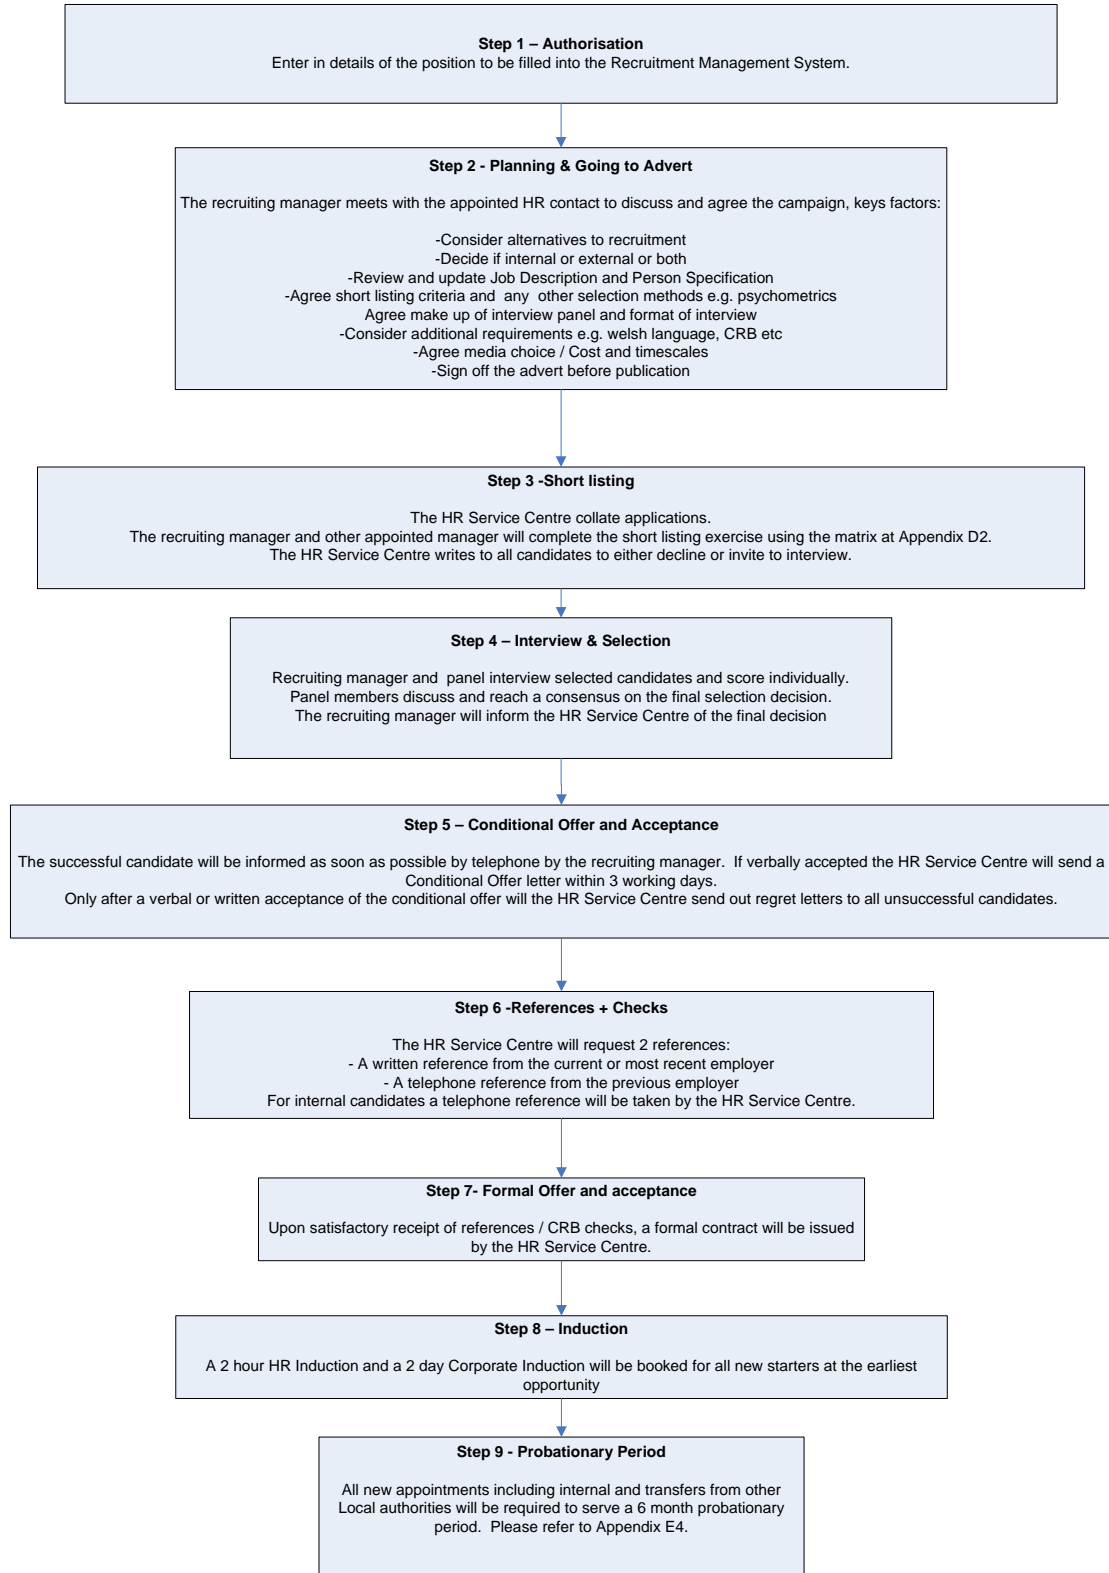 Step 1 – Authorisation
Enter in details of the position to be filled into the Recruitment Management System.
Step 2 - Planning & Going to Advert
The recruiting manager meets with the appointed HR contact to discuss and agree the campaign, keys factors:
-Consider alternatives to recruitment
-Decide if internal or external or both
-Review and update Job Description and Person Specification
-Agree short listing criteria and any other selection methods e.g. psychometrics
Agree make up of interview panel and format of interview
-Consider additional requirements e.g. welsh language, CRB etc
-Agree media choice / Cost and timescales
-Sign off the advert before publication
Step 3 -Short listing
The HR Service Centre collate applications.
The recruiting manager and other appointed manager will complete the short listing exercise using the matrix at Appendix D2.
The HR Service Centre writes to all candidates to either decline or invite to interview.
Step 4 – Interview & Selection
Recruiting manager and panel interview selected candidates and score individually.
Panel members discuss and reach a consensus on the final selection decision.
The recruiting manager will inform the HR Service Centre of the final decision
Step 5 – Conditional Offer and Acceptance
The successful candidate will be informed as soon as possible by telephone by the recruiting manager. If verbally accepted the HR Service Centre will send a
Conditional Offer letter within 3 working days.
Only after a verbal or written acceptance of the conditional offer will the HR Service Centre send out regret letters to all unsuccessful candidates.
Step 6 -References + Checks
The HR Service Centre will request 2 references:
- A written reference from the current or most recent employer
- A telephone reference from the previous employer
For internal candidates a telephone reference will be taken by the HR Service Centre.
Step 7- Formal Offer and acceptance
Upon satisfactory receipt of references / CRB checks, a formal contract will be issued
by the HR Service Centre.
Step 8 – Induction
A 2 hour HR Induction and a 2 day Corporate Induction will be booked for all new starters at the earliest
opportunity
Step 9 - Probationary Period
All new appointments including internal and transfers from other
Local authorities will be required to serve a 6 month probationary
period. Please refer to Appendix E4.